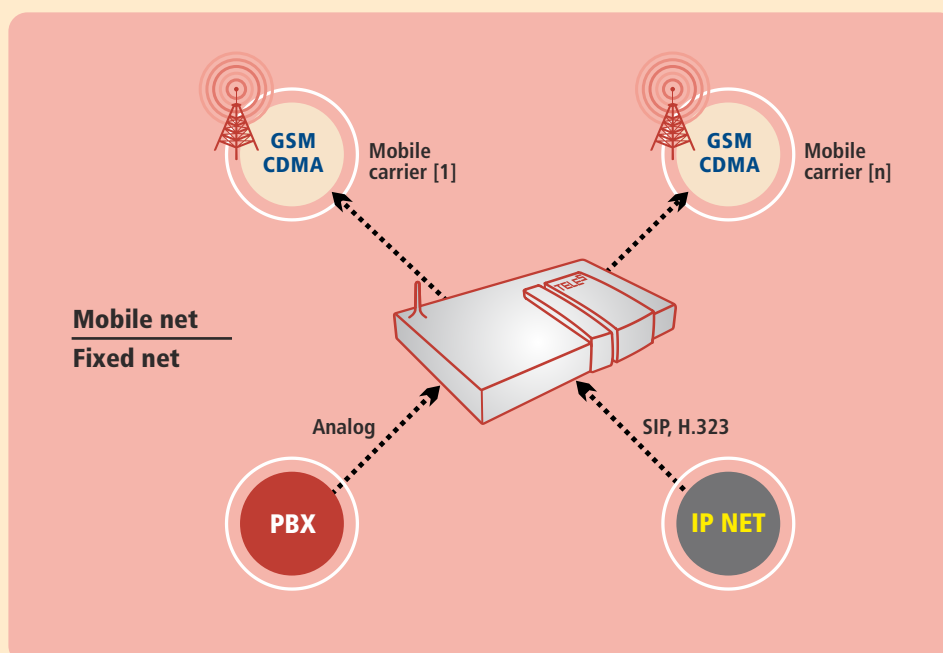 GSM
CDMA
Mobile
carrier [1]
GSM
CDMA
Mobile
carrier [n]
TELES
Mobile net
Fixed net
Analog
SIP, H.323
PBX
IP NET